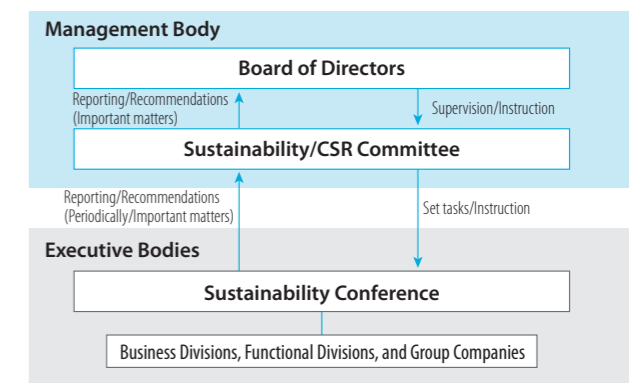 Management Body
Board of Directors
Reporting/Recommendations
(Important matters)
Supervision/Instruction
Sustainability/CSR Committee
Reporting/Recommendations
(Periodically/Important matters)
Set tasks/Instruction
Executive Bodies
Sustainability Conference
Business Divisions, Functional Divisions, and Group Companies